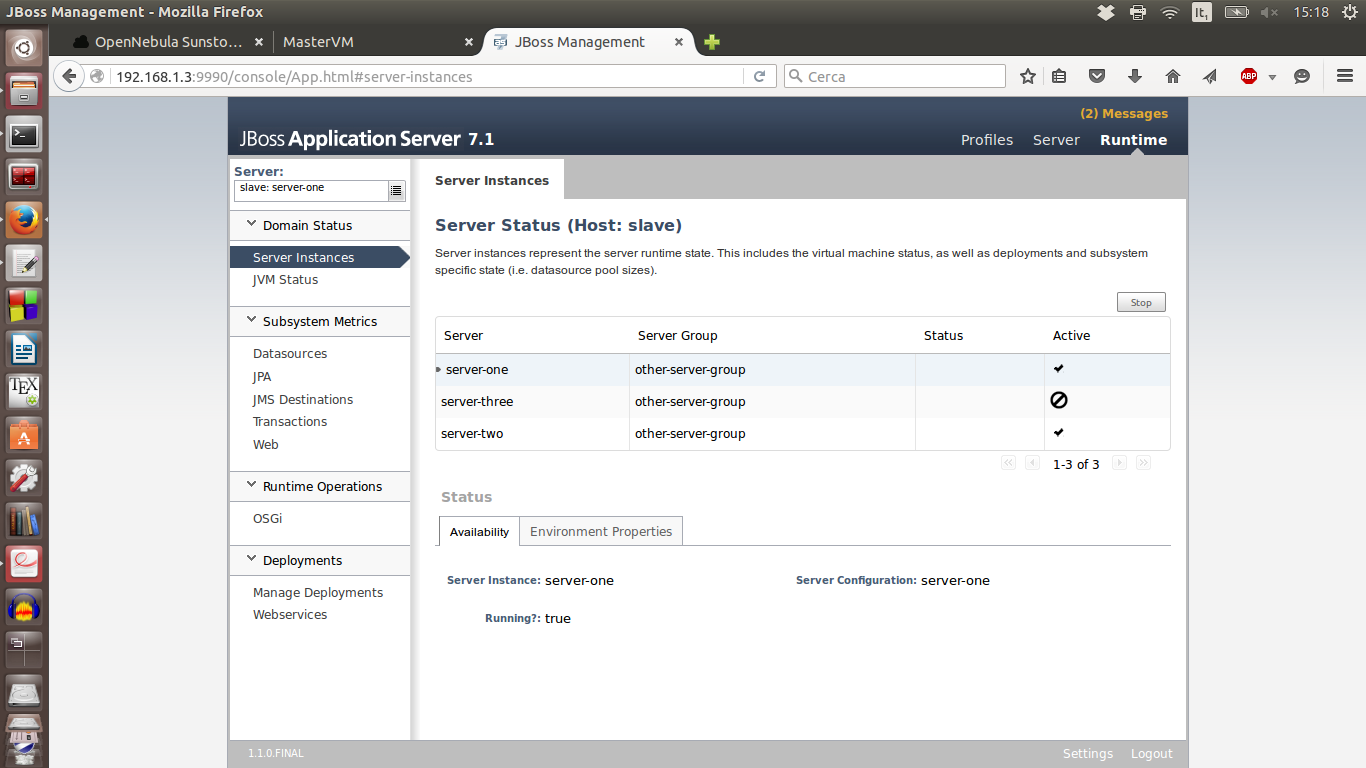 JBoss Management - Mozilla Firefox
It1
15:18
OpenNebula Sunsto... ×
MasterVM ×
JBoss Management ×
192.168.1.3:9990/console/App.html#server-instances
Cerca
ABP
(2) Messages
JBoss Application Server 7.1
Profiles Server Runtime
Server:
slave: server-one
Domain Status
Server Instances
JVM Status
Subsystem Metrics
Datasources
JPA
JMS Destinations
Transactions
Web
Runtime Operations
OSGi
Deployments
Manage Deployments
Webservices
Server Instances
Server Status (Host: slave)
Server instances represent the server runtime state. This includes the virtual machine status, as well as deployments and subsystem
specific state (i.e. datasource pool sizes).
Stop
Server Server Group Status Active
server-one other-server-group
server-three other-server-group
server-two other-server-group
1-3 of 3
Status
Availability Environment Properties
Server Instance: server-one Server Configuration: server-one
Running?: true
TEX
1.1.0.FINAL
Settings Logout